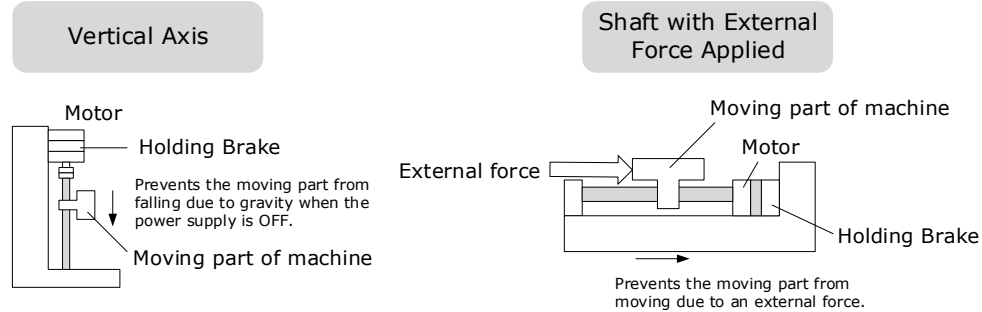 Vertical Axis
Motor
Holding Brake
Prevents the moving part from
falling due to gravity when the
power supply is OFF.
Moving part of machine
Shaft with External
Force Applied
Moving part of machine
Motor
External force
Holding Brake
Prevents the moving part from
moving due to an external force.